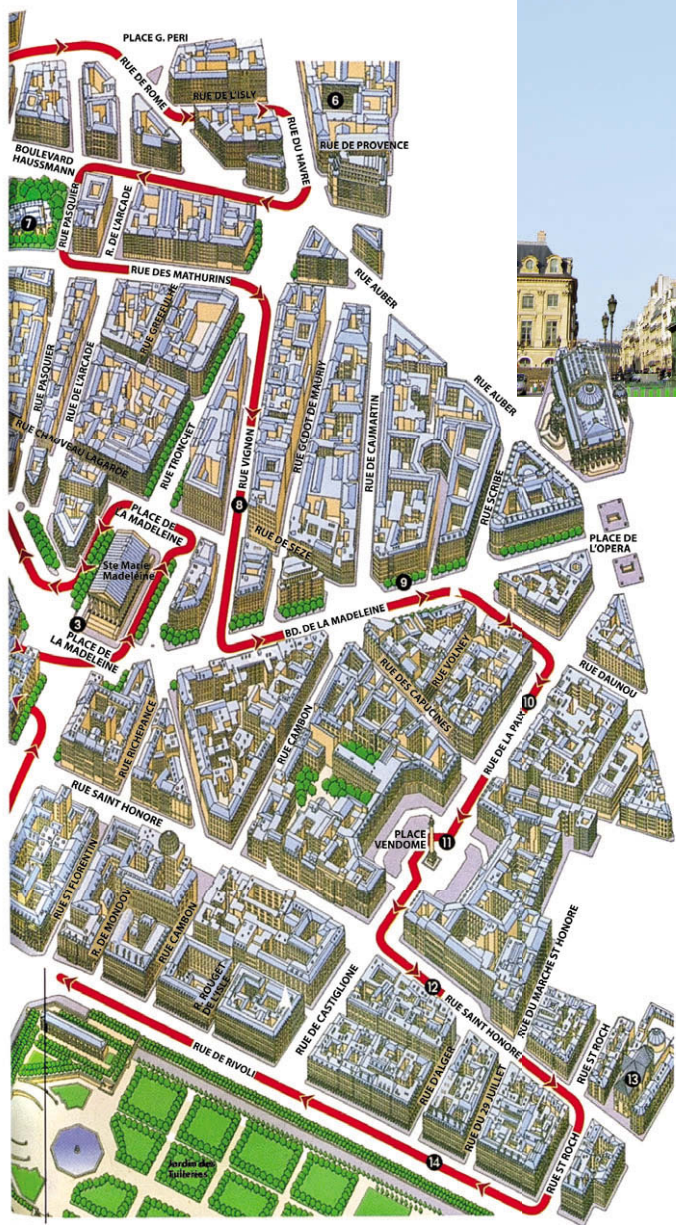 PLACE G. PERI
RUE DE ROME
RUE DE L'ISLY
6
RUE DU HAVRE
RUE DE PROVENCE
BOULEVARD
HAUSSMANN
RUE PASQUIER
R. DE L'ARCADE
7
RUE DES MATHURINS
RUE AUBER
RUE GREFULHE
RUE PASQUIER
RUE DE L'ARCADE
RUE CHAUVEAU LAGARDE
RUE TRONCHET
RUE VIGNON
RUE GODOT DE MAUROY
RUE DE CAUMARTIN
RUE AUBER
RUE SCRIBE
8
PLACE DE
LA MADELEINE
RUE DE SEZE
PLACE DE
L'OPERA
Ste Marie
Madeleine
9
3
PLACE DE
LA MADELEINE
BD. DE LA MADELEINE
RUE VOLNEY
RUE DES CAPUCINES
RUE DAUNOU
10
RUE DE LA PAIX
RUE RICHEPANCE
RUE CAMBON
RUE SAINT HONORE
PLACE
VENDOME
11
RUE ST FLORENTIN
R. DE MONDOV
RUE CAMBON
R. ROUGET
DE L'ISLE
RUE DE CASTIGLIONE
12
RUE SAINT HONORE
RUE DU MARCHE ST HONORE
RUE ST ROCH
13
RUE DE RIVOLI
RUE D'ALGER
RUE DU 29 JUILLET
RUE ST ROCH
14
Jardin des
Tuileries